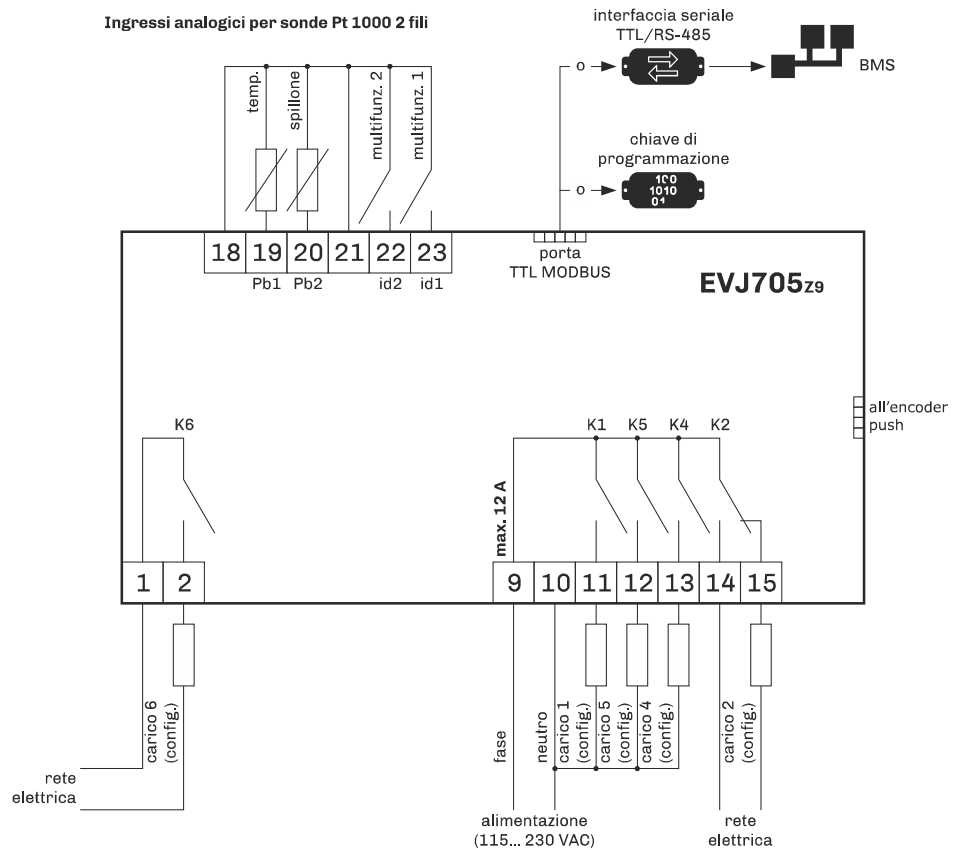 Ingressi analogici per sonde Pt 1000 2 fili
interfaccia seriale
TTL/RS-485
BMS
chiave di
programmazione
100
1010
01
temp.
spillone
multifunz. 2
multifunz. 1
o
o
18
19
20
21
22
23
Pb1
Pb2
id2
id1
porta
TTL MODBUS
EVJ705Z9
all'encoder
push
K6
K1
K5
K4
K2
max. 12 A
1
2
9
10
11
12
13
14
15
carico 6
(config.)
rete
elettrica
fase
neutro
carico 1
(config.)
carico 5
(config.)
carico 4
(config.)
carico 2
(config.)
alimentazione
(115... 230 VAC)
rete
elettrica